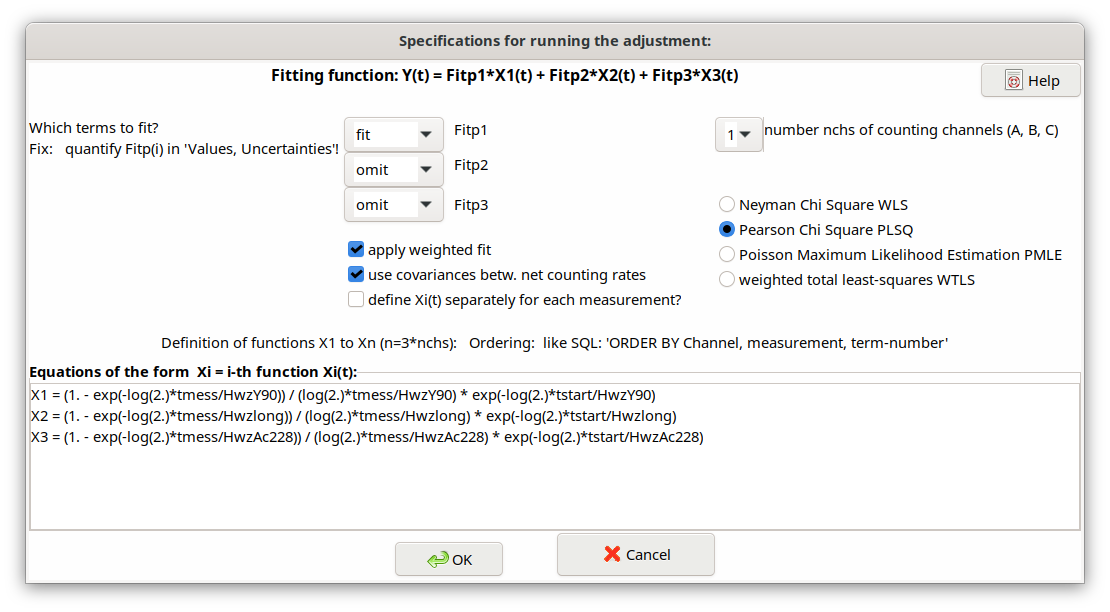 Specifications for running the adjustment:
Fitting function: Y(t) = Fitp1*X1(t) + Fitp2*X2(t) + Fitp3*X3(t)
Help
Which terms to fit?
Fix:   quantify Fitp(i) in 'Values, Uncertainties'!
fit
Fitp1
omit
Fitp2
omit
Fitp3
1
number nchs of counting channels (A, B, C)
Neyman Chi Square WLS
Pearson Chi Square PLSQ
Poisson Maximum Likelihood Estimation PMLE
weighted total least-squares WTLS
apply weighted fit
use covariances betw. net counting rates
define Xi(t) separately for each measurement?
Definition of functions X1 to Xn (n=3*nchs):   Ordering:  like SQL: 'ORDER BY Channel, measurement, term-number'
Equations of the form  Xi = i-th function Xi(t):
X1 = (1. - exp(-log(2.)*tmess/HwzY90)) / (log(2.)*tmess/HwzY90) * exp(-log(2.)*tstart/HwzY90)
X2 = (1. - exp(-log(2.)*tmess/Hwzlong)) / (log(2.)*tmess/Hwzlong) * exp(-log(2.)*tstart/Hwzlong)
X3 = (1. - exp(-log(2.)*tmess/HwzAc228)) / (log(2.)*tmess/HwzAc228) * exp(-log(2.)*tstart/HwzAc228)
OK
Cancel